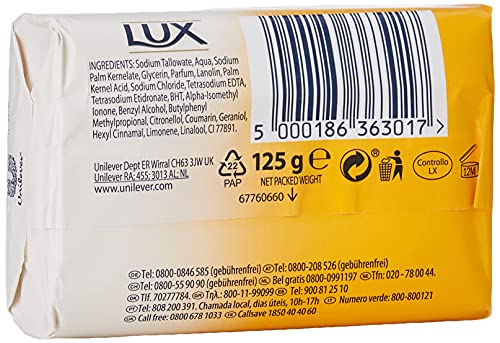 LUX
INGREDIENTS: Sodium Tallowate, Aqua, Sodium
Palm Kernelate, Glycerin, Parfum, Lanolin, Palm
Kernel Acid, Sodium Chloride, Tetrasodium EDTA,
Tetrasodium Etidronate, BHT, Alpha-Isomethyl
Ionone, Benzyl Alcohol, Butylphenyl
Methylpropional, Citronellol, Coumarin, Geraniol,
Hexyl Cinnamal, Limonene, Linalool, CI 77891.
5 000186 363017 >
Unilever
Unilever Dept ER Wirral CH63 3JW UK
Unilever RA; 455; 3013 AL; NL
www.unilever.com
22
PAP
125 g e
NET PACKED WEIGHT
67760660
Controllo
LX
12M
DE Tel: 0800-0846 585 (gebührenfrei) AT Tel: 0800-208 526 (gebührenfrei)
Tel: 0800-55 90 90 (gebührenfrei) Bel gratis 0800-0991197 Tfn: 020 - 78 00 44.
Tlf. 70277784. Τηλ.: 800-11-99099 ES Tel: 900 81 25 10
PT Tel: 808 200 391. Chamada local, dias úteis, 10h-17h IT Numero verde: 800-800121
Call free: 0800 678 1033 Callsave 1850 40 40 60